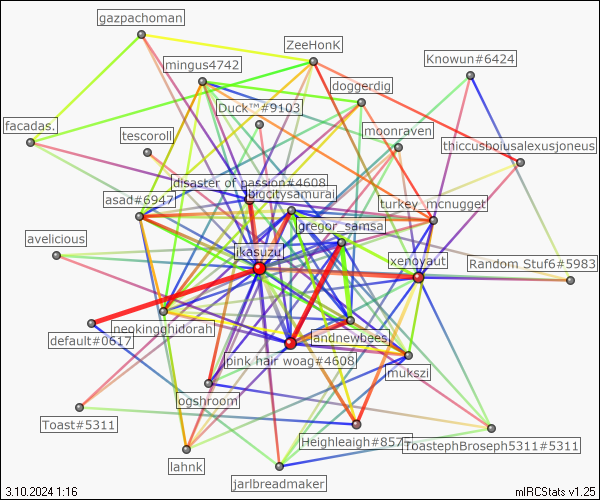 gazpachoman
ZeeHonK
Knowun#6424
mingus4742
doggerdig
Duck™#9103
facadas.
tescoroll
moonraven
thiccusboiusalexusjoneus
disaster of passion#4608
bigcitysamurai
asad#6947
turkey_mcnugget
gregor_samsa
avelicious
ikasuzu
xenoyaut
Random Stuf6#5983
neokingghidorah
default#0617
andnewbees
pink hair woag#4608
mukszi
ogshroom
Toast#5311
Heighleaigh#857
ToastephBroseph5311#5311
lahnk
jarlbreadmaker
3.10.2024 1:16
mIRCStats v1.25